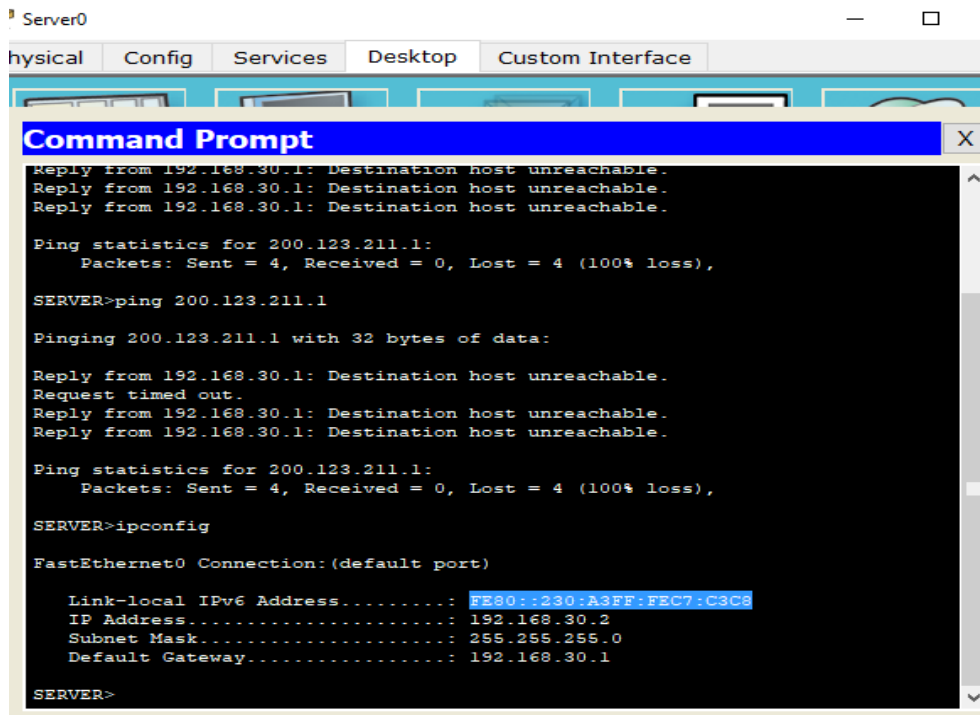 Server0
hysical Config Services Desktop Custom Interface
Command Prompt X
Reply from 192.168.30.1: Destination host unreachable.
Reply from 192.168.30.1: Destination host unreachable.
Reply from 192.168.30.1: Destination host unreachable.
Ping statistics for 200.123.211.1:
Packets: Sent = 4, Received = 0, Lost = 4 (100% loss),
SERVER>ping 200.123.211.1
Pinging 200.123.211.1 with 32 bytes of data:
Reply from 192.168.30.1: Destination host unreachable.
Request timed out.
Reply from 192.168.30.1: Destination host unreachable.
Reply from 192.168.30.1: Destination host unreachable.
Ping statistics for 200.123.211.1:
Packets: Sent = 4, Received = 0, Lost = 4 (100% loss),
SERVER>ipconfig
FastEthernet0 Connection:(default port)
Link-local IPv6 Address.........: FE80::230:A3FF:FEC7:C3C8
IP Address......................: 192.168.30.2
Subnet Mask.....................: 255.255.255.0
Default Gateway.................: 192.168.30.1
SERVER>